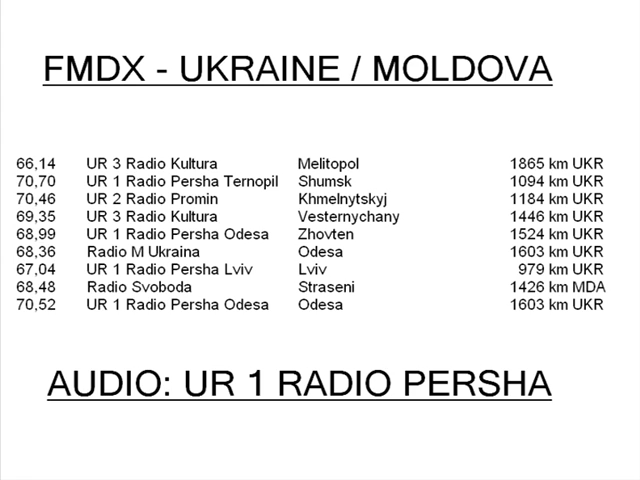 FMDX - UKRAINE / MOLDOVA
66,14 UR 3 Radio Kultura Melitopol 1865 km UKR
70,70 UR 1 Radio Persha Ternopil Shumsk 1094 km UKR
70,46 UR 2 Radio Promin Khmelnytskyj 1184 km UKR
69,35 UR 3 Radio Kultura Vesternychany 1446 km UKR
68,99 UR 1 Radio Persha Odesa Zhovten 1524 km UKR
68,36 Radio M Ukraina Odesa 1603 km UKR
67,04 UR 1 Radio Persha Lviv Lviv 979 km UKR
68,48 Radio Svoboda Straseni 1426 km MDA
70,52 UR 1 Radio Persha Odesa Odesa 1603 km UKR
AUDIO: UR 1 RADIO PERSHA